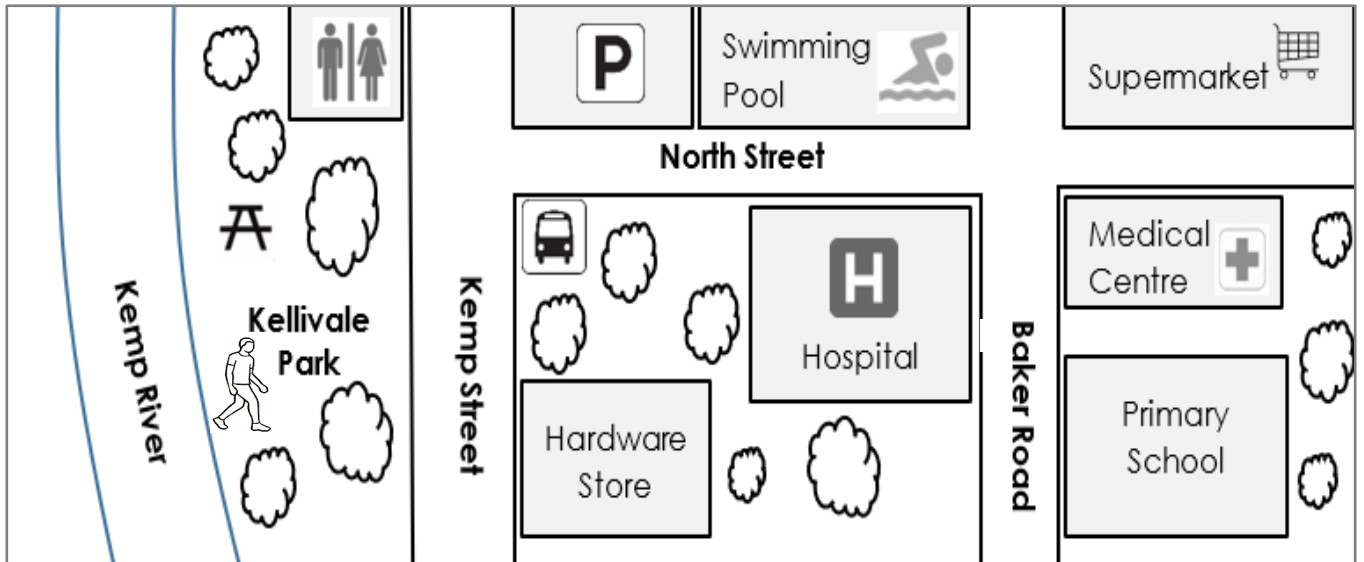 P
Swimming
Pool
Supermarket
North Street
Medical
Centre
H
Hospital
Kellivale
Park
Kemp River
Kemp Street
Baker Road
Hardware
Store
Primary
School